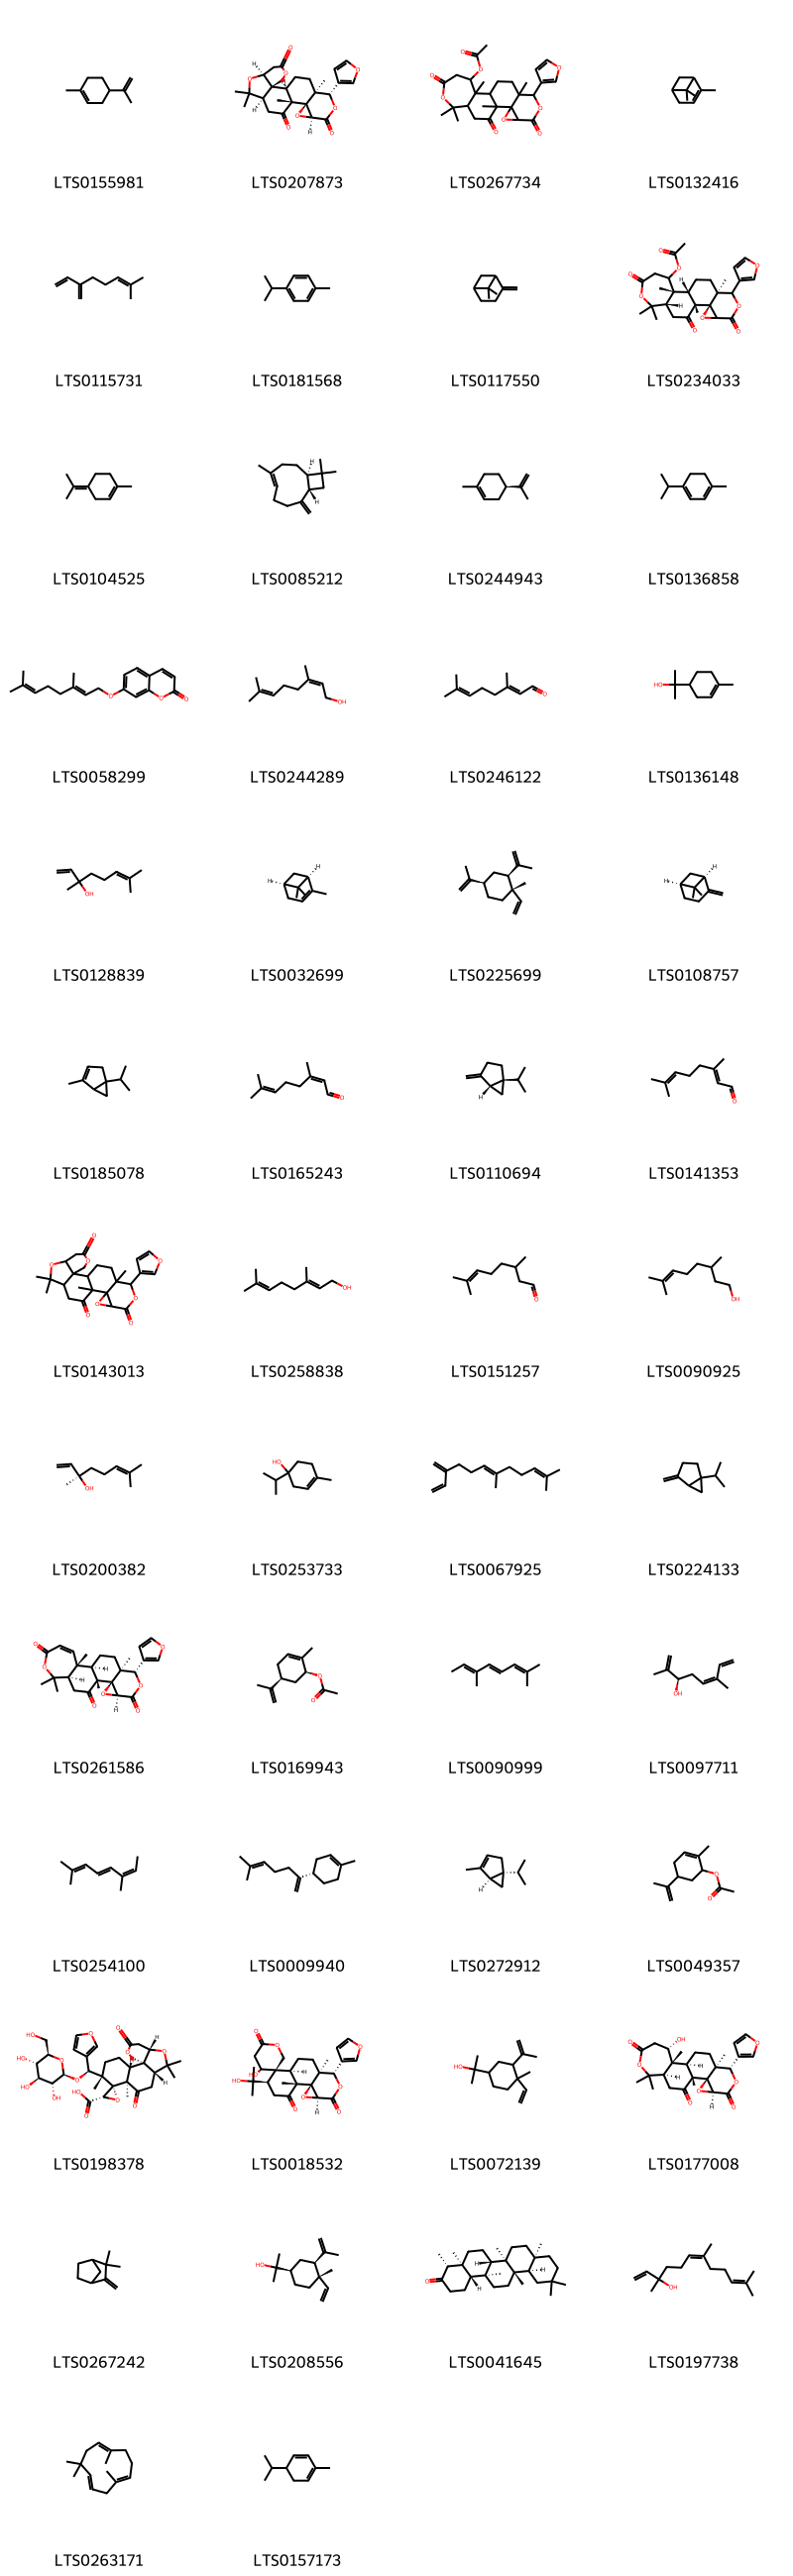 LTS0155981 LTS0207873 LTS0267734 LTS0132416
LTS0115731 LTS0181568 LTS0117550 LTS0234033
LTS0104525 LTS0085212 LTS0244943 LTS0136858
LTS0058299 LTS0244289 LTS0246122 LTS0136148
LTS0128839 LTS0032699 LTS0225699 LTS0108757
LTS0185078 LTS0165243 LTS0110694 LTS0141353
LTS0143013 LTS0258838 LTS0151257 LTS0090925
LTS0200382 LTS0253733 LTS0067925 LTS0224133
LTS0261586 LTS0169943 LTS0090999 LTS0097711
LTS0254100 LTS0009940 LTS0272912 LTS0049357
LTS0198378 LTS0018532 LTS0072139 LTS0177008
LTS0267242 LTS0208556 LTS0041645 LTS0197738
LTS0263171 LTS0157173